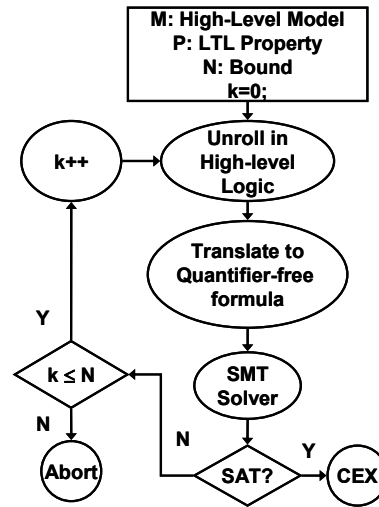 M: High-Level Model
P: LTL Property
N: Bound
k=0;
Unroll in
High-level
Logic
k++
Translate to
Quantifier-free
formula
Y
SMT
Solver
k ≤ N
N
N
Y
Abort
SAT?
CEX